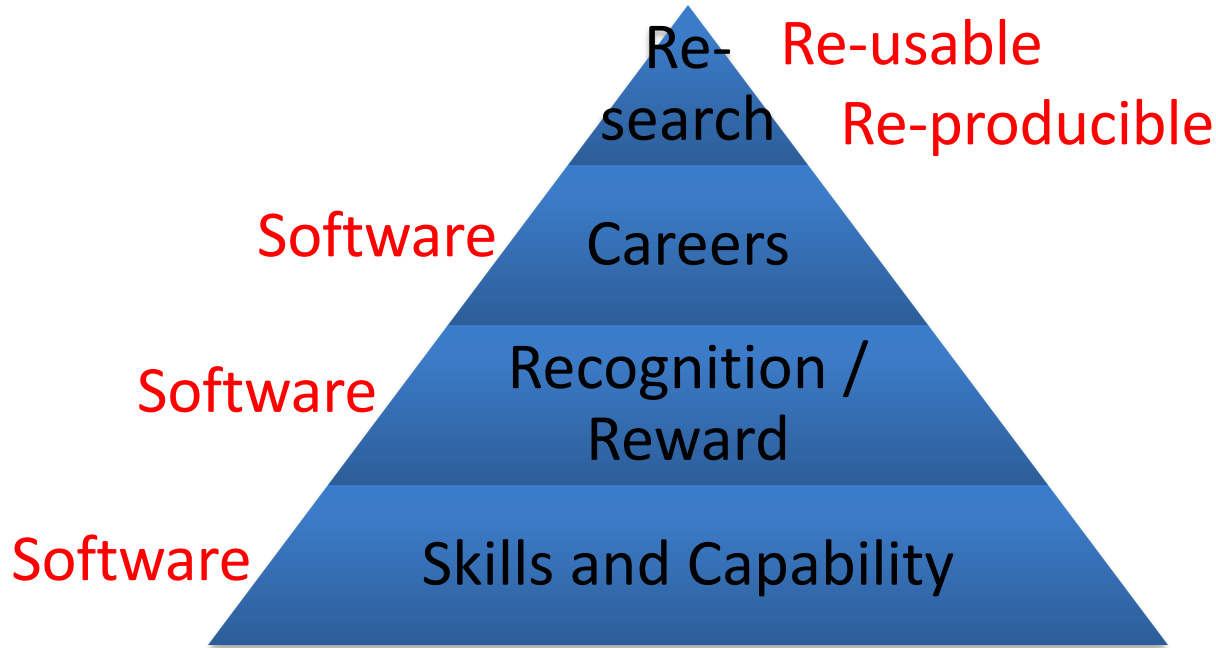 Re-
search
Re-usable
Re-producible
Software
Careers
Software
Recognition /
Reward
Software
Skills and Capability